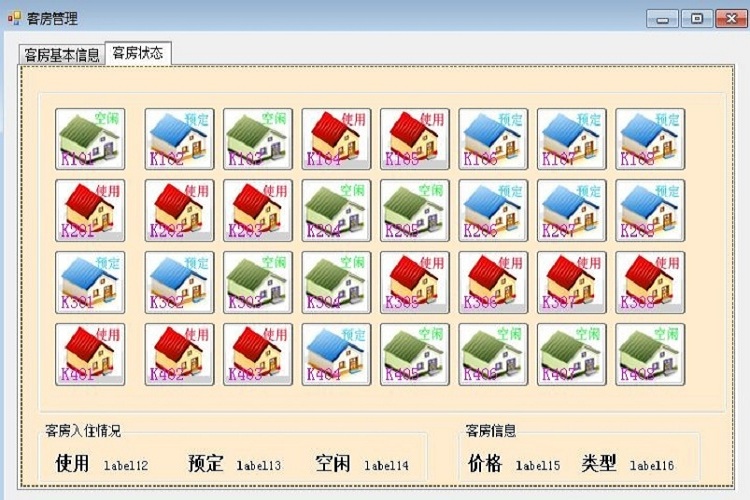 客房管理
客房基本信息 客房状态
空闲 预定 空闲 使用 使用 预定 预定 预定
K101 K102 K103 K104 K105 K106 K107 K108
使用 使用 使用 空闲 空闲 预定 预定 预定
K201 K202 K203 K204 K205 K206 K207 K208
预定 预定 空闲 空闲 使用 使用 使用 使用
K301 K302 K303 K304 K305 K306 K307 K308
使用 使用 使用 预定 空闲 空闲 空闲 空闲
K401 K402 K403 K404 K405 K406 K407 K408
客房入住情况 客房信息
使用 label12 预定 label13 空闲 label14 价格 label15 类型 label16